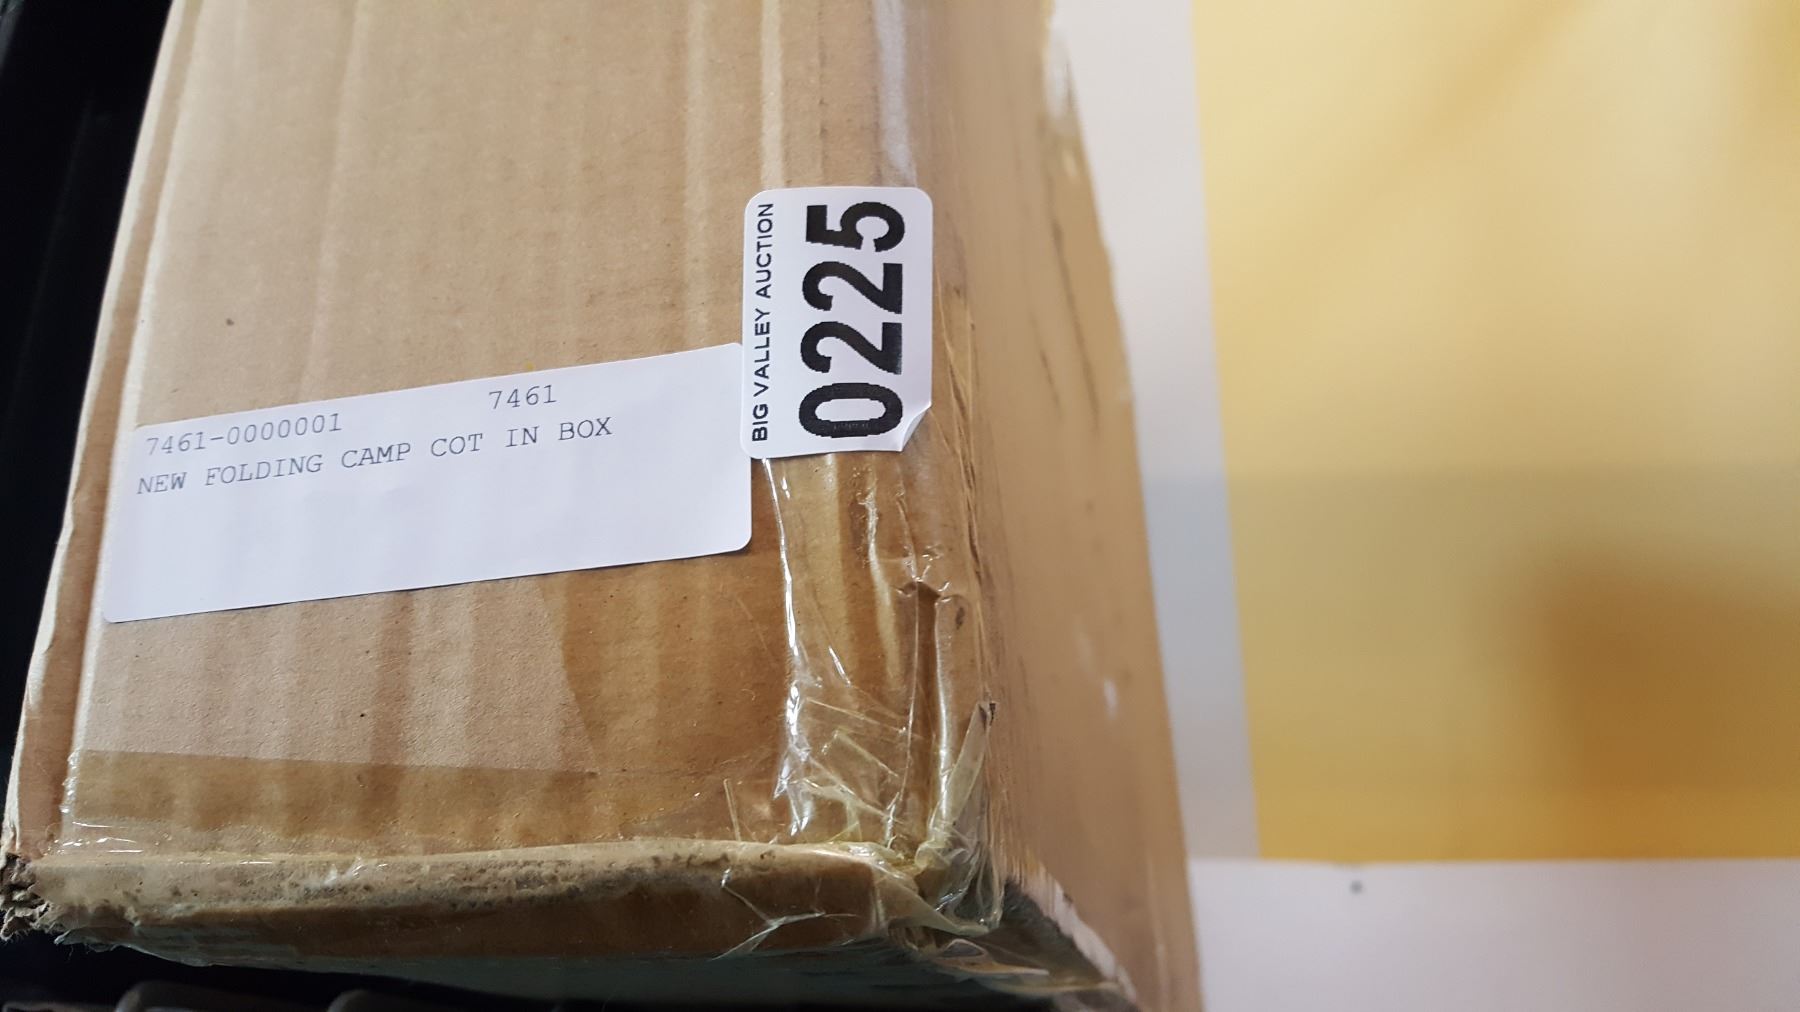 7461-0000001 7461
NEW FOLDING CAMP COT IN BOX
BIG VALLEY AUCTION
0225